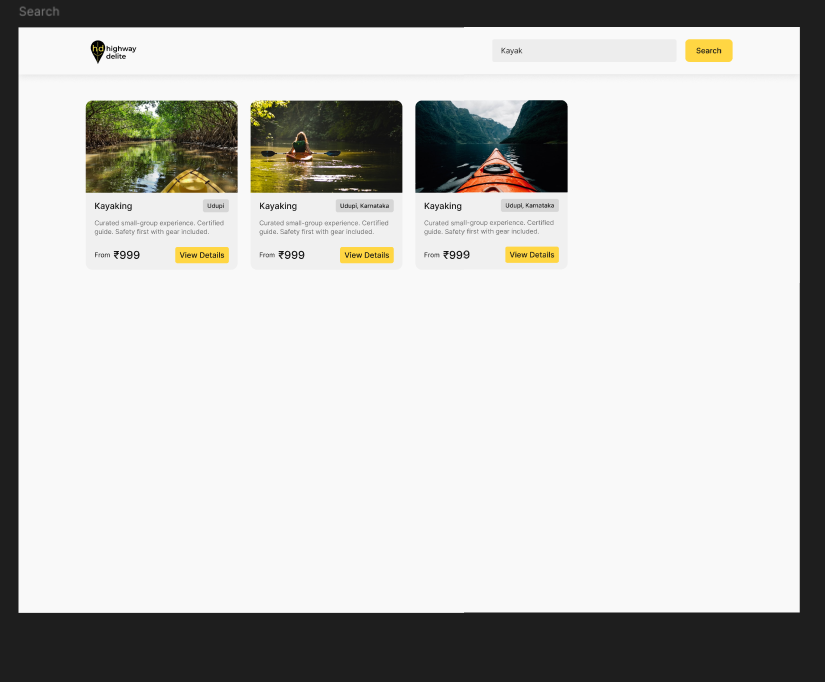 Search
hd highway
delite
Kayak
Search
Kayaking
Udupi
Curated small-group experience. Certified
guide. Safety first with gear included.
From ₹999
View Details
Kayaking
Udupi, Karnataka
Curated small-group experience. Certified
guide. Safety first with gear included.
From ₹999
View Details
Kayaking
Udupi, Karnataka
Curated small-group experience. Certified
guide. Safety first with gear included.
From ₹999
View Details